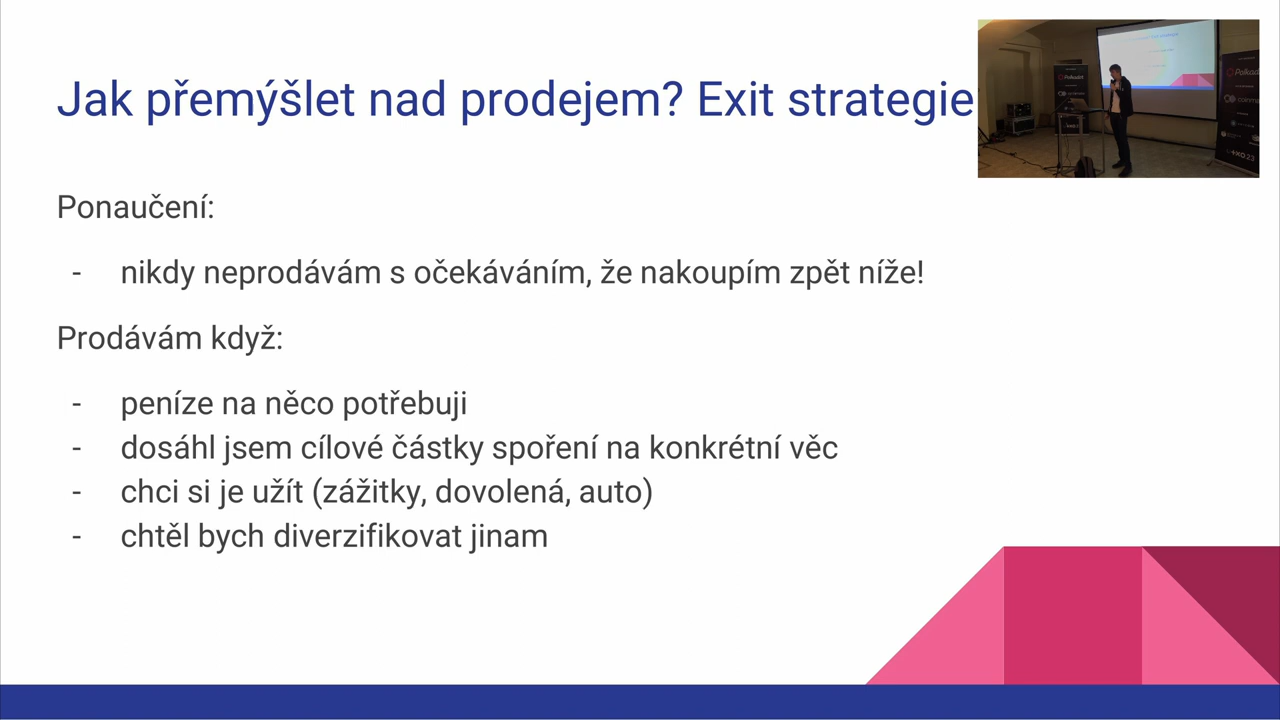 Jak přemýšlet nad prodejem? Exit strategie
Ponaučení:
- nikdy neprodávám s očekáváním, že nakoupím zpět níže!
Prodávám když:
- peníze na něco potřebuji
- dosáhl jsem cílové částky spoření na konkrétní věc
- chci si je užít (zážitky, dovolená, auto)
- chtěl bych diverzifikovat jinam